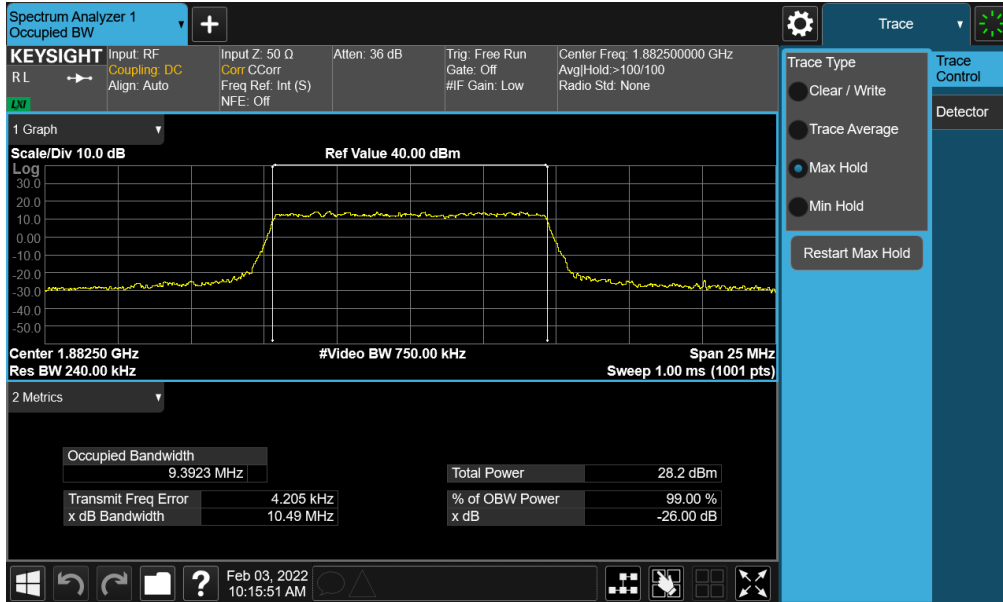 Spectrum Analyzer 1
Occupied BW
+
Trace
KEYSIGHT
R L
LXI
Input: RF
Coupling: DC
Align: Auto
Input Z: 50 Ω
Corr CCorr
Freq Ref: Int (S)
NFE: Off
Atten: 36 dB
Trig: Free Run
Gate: Off
#IF Gain: Low
Center Freq: 1.882500000 GHz
Avg|Hold:>100/100
Radio Std: None
Trace Type
Clear / Write
Trace Average
Max Hold
Min Hold
Restart Max Hold
Trace
Control
Detector
1 Graph
Scale/Div 10.0 dB
Ref Value 40.00 dBm
Log
30.0
20.0
10.0
0.00
-10.0
-20.0
-30.0
-40.0
-50.0
Center 1.88250 GHz
#Video BW 750.00 kHz
Span 25 MHz
Res BW 240.00 kHz
Sweep 1.00 ms (1001 pts)
2 Metrics
Occupied Bandwidth
9.3923 MHz
Total Power 28.2 dBm
Transmit Freq Error 4.205 kHz
% of OBW Power 99.00 %
x dB Bandwidth 10.49 MHz
x dB -26.00 dB
?
Feb 03, 2022
10:15:51 AM